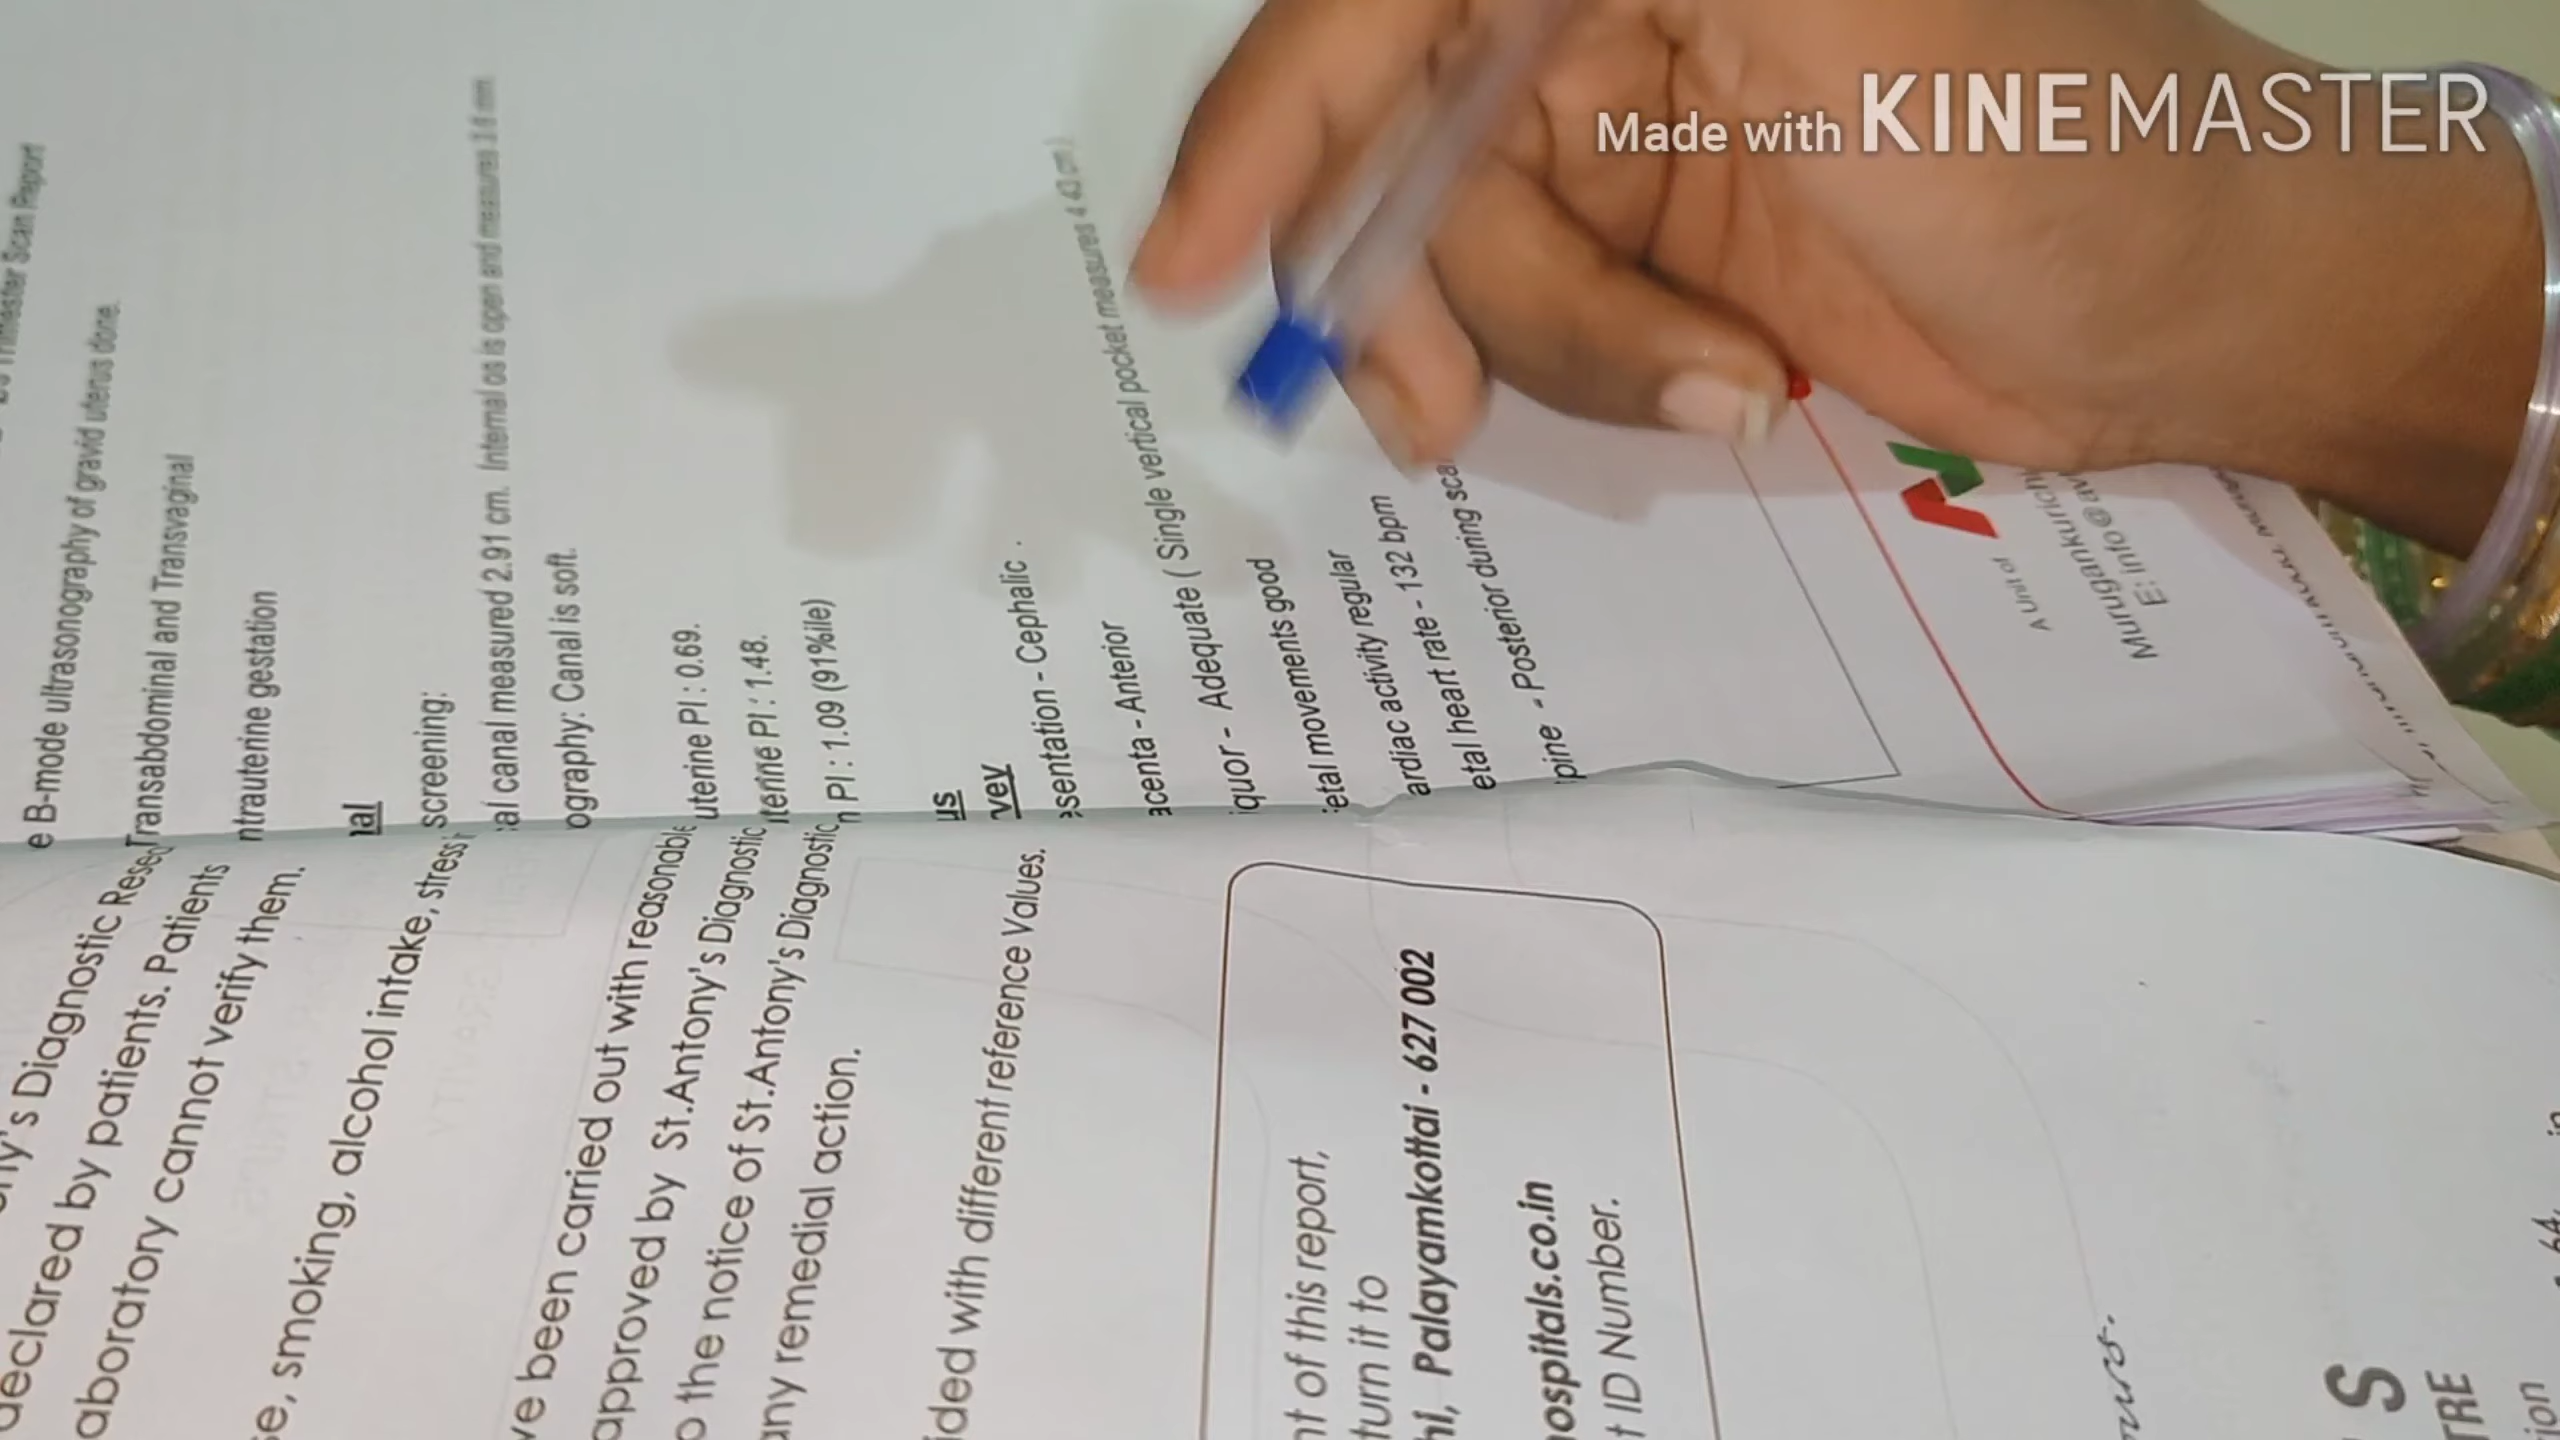 Made with KINEMASTER
Trimester Scan Report
e B-mode ultrasonography of gravid uterus done.
Transabdominal and Transvaginal
ntrauterine gestation
nal
screening:
al canal measured 2.91 cm. Internal os is open and measures
ography: Canal is soft.
uterine PI : 0.69.
terine PI : 1.48.
n PI : 1.09 (91%ile)
us
vey
esentation - Cephalic .
acenta - Anterior
iquor - Adequate ( Single vertical pocket measures 4.43 cm )
etal movements good
ardiac activity regular
etal heart rate - 132 bpm
pine - Posterior during sca
A Unit of
Murugankurichi
E: info@
ny's Diagnostic Rese
declared by patients. Patients
aboratory cannot verify them.
e, smoking, alcohol intake, stress
ve been carried out with reasonable
approved by St.Antony's Diagnostic
o the notice of St.Antony's Diagnostic
any remedial action.
ided with different reference Values.
nt of this report,
turn it to
hi, Palayamkottai - 627 002
ospitals.co.in
t ID Number.
S
TRE
ion